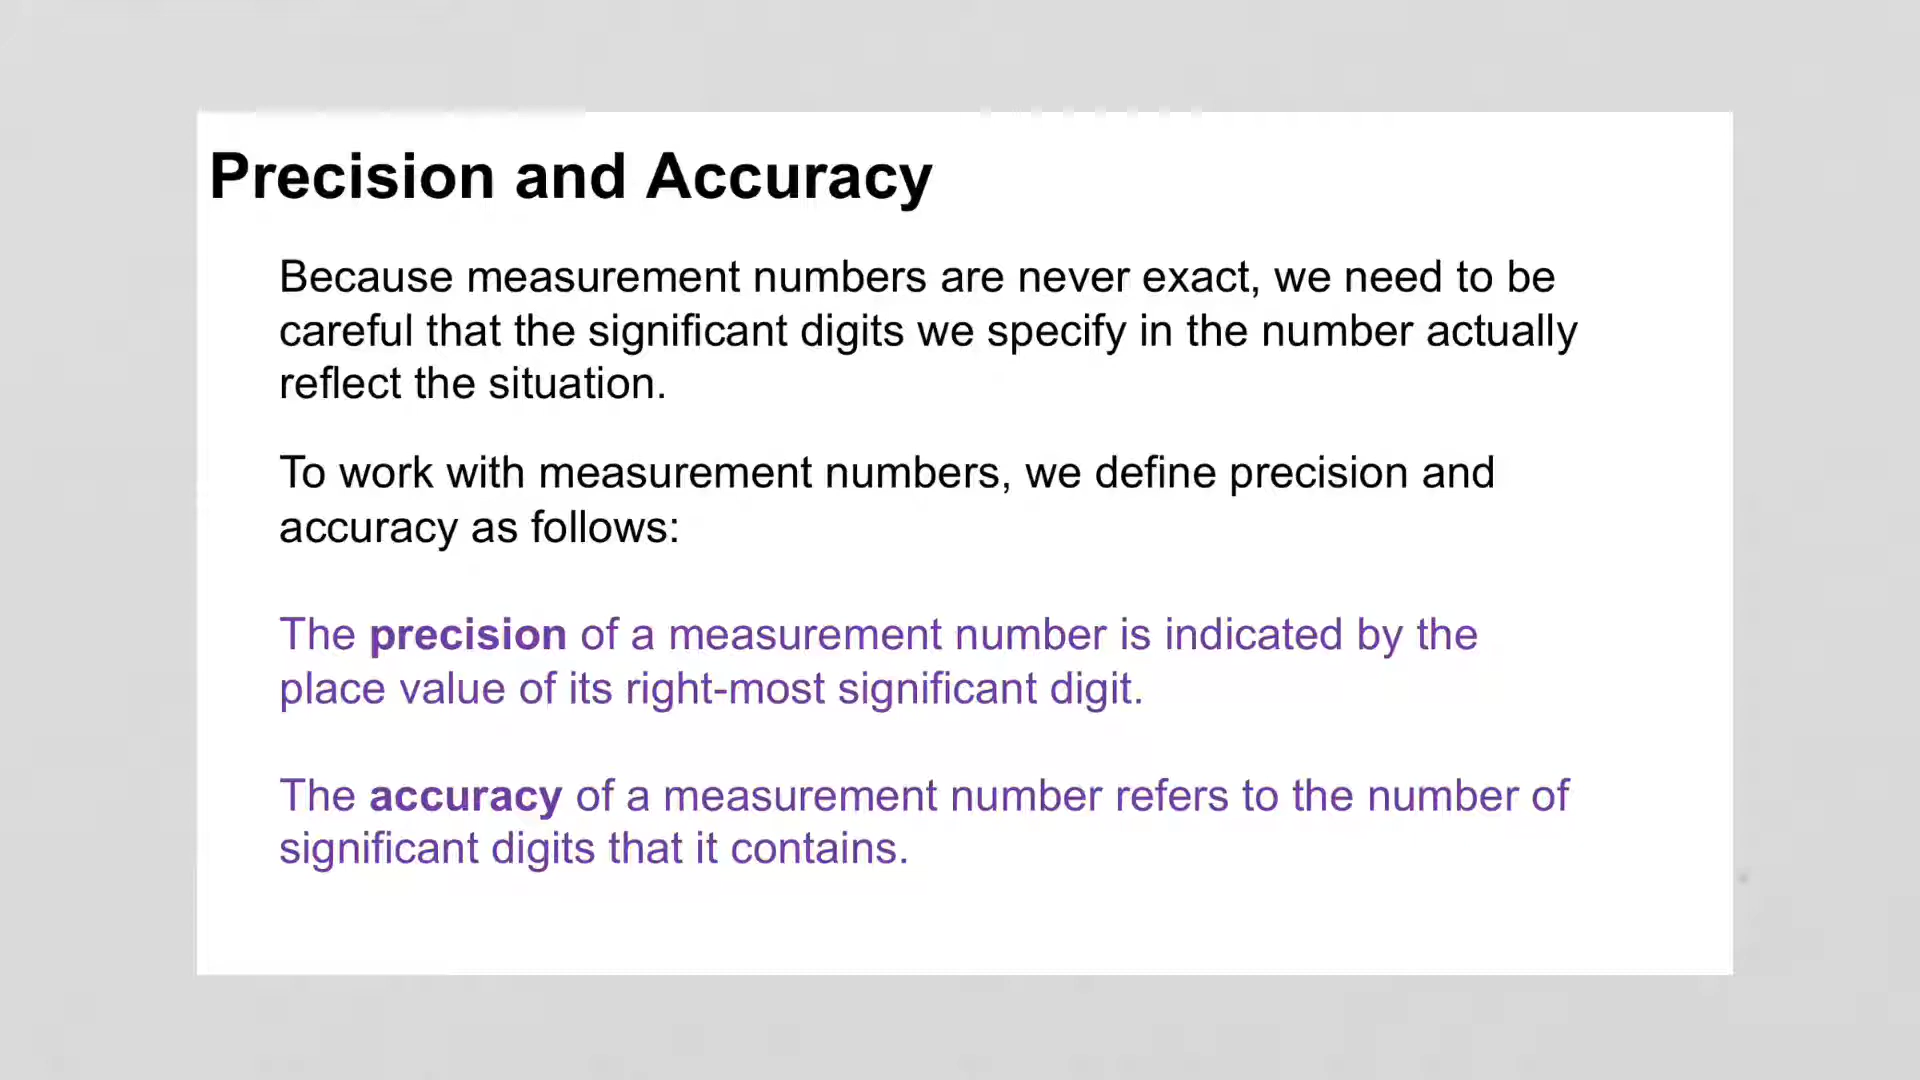 Precision and Accuracy
Because measurement numbers are never exact, we need to be
careful that the significant digits we specify in the number actually
reflect the situation.
To work with measurement numbers, we define precision and
accuracy as follows:
The precision of a measurement number is indicated by the
place value of its right-most significant digit.
The accuracy of a measurement number refers to the number of
significant digits that it contains.